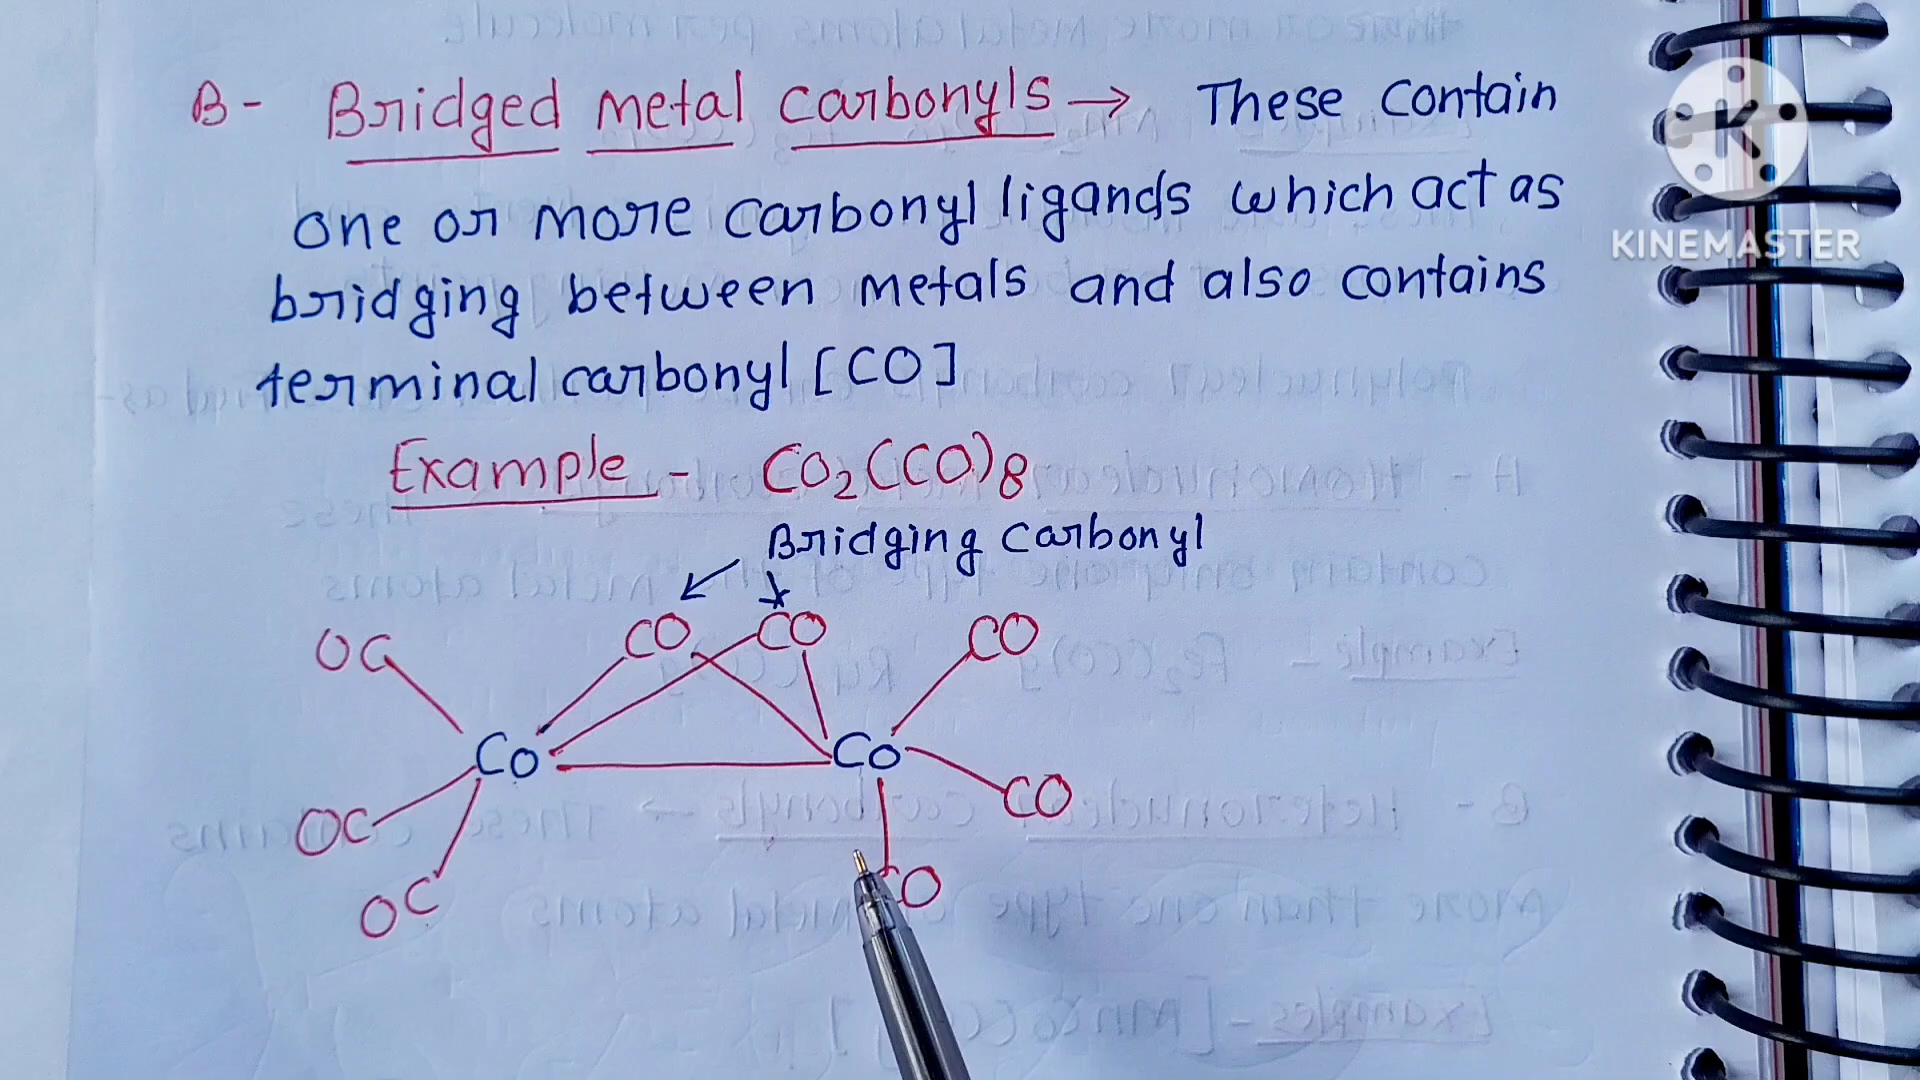 B- Bridged metal carbonyls → These contain
one or more carbonyl ligands which act as
bridging between metals and also contains
terminal carbonyl [CO]
Example - CO2(CO)8
Bridging carbonyl
OC CO CO CO
Co Co
OC CO
OC CO
K
KINEMASTER